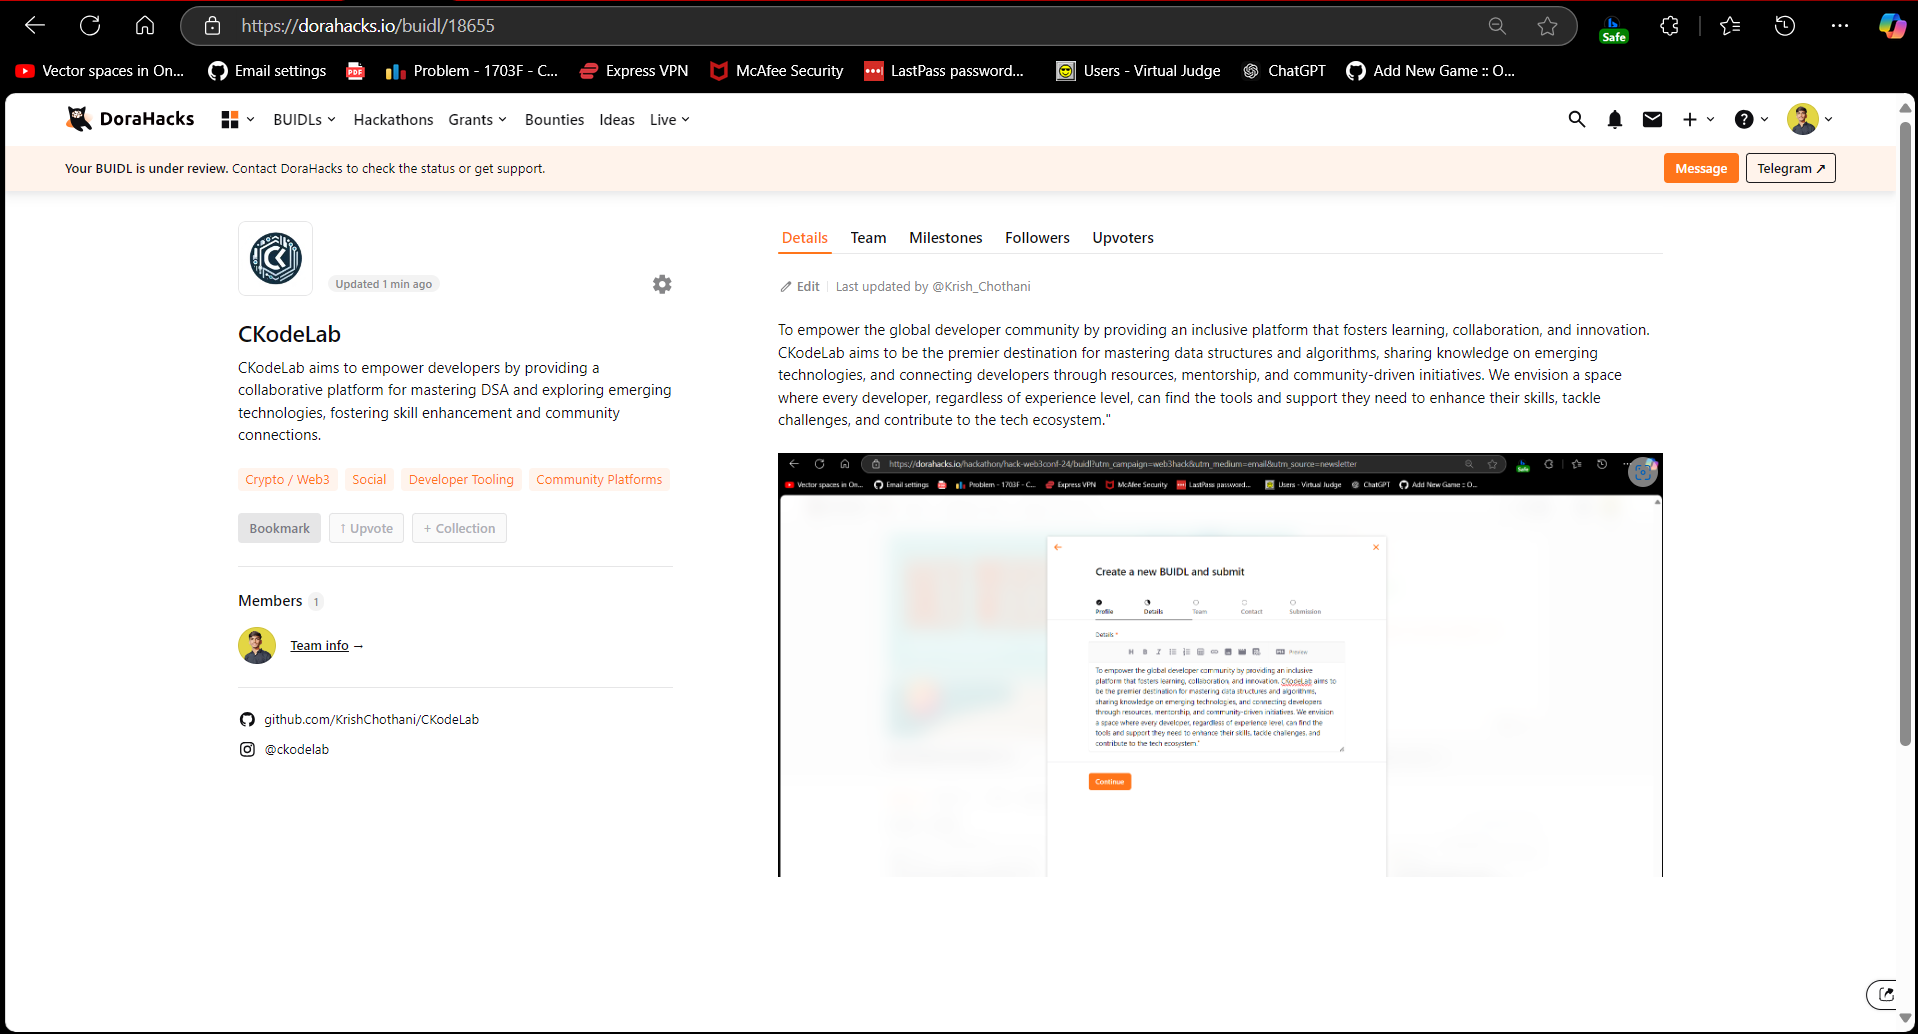 https://dorahacks.io/buidl/18655
Safe
Vector spaces in On... Email settings PDF Problem - 1703F - C... Express VPN McAfee Security LastPass password... Users - Virtual Judge ChatGPT Add New Game :: O...
DoraHacks BUIDLs Hackathons Grants Bounties Ideas Live
Your BUIDL is under review. Contact DoraHacks to check the status or get support. Message Telegram ↗
CK
Updated 1 min ago
CKodeLab
CKodeLab aims to empower developers by providing a
collaborative platform for mastering DSA and exploring emerging
technologies, fostering skill enhancement and community
connections.
Crypto / Web3 Social Developer Tooling Community Platforms
Bookmark ↑ Upvote + Collection
Members 1
Team info →
github.com/KrishChothani/CKodeLab
@ckodelab
Details Team Milestones Followers Upvoters
Edit Last updated by @Krish_Chothani
To empower the global developer community by providing an inclusive platform that fosters learning, collaboration, and innovation.
CKodeLab aims to be the premier destination for mastering data structures and algorithms, sharing knowledge on emerging
technologies, and connecting developers through resources, mentorship, and community-driven initiatives. We envision a space
where every developer, regardless of experience level, can find the tools and support they need to enhance their skills, tackle
challenges, and contribute to the tech ecosystem."
https://dorahacks.io/hackathon/hack-web3conf-24/buidl?utm_campaign=web3hack&utm_medium=email&utm_source=newsletter
Vector spaces in On... Email settings Problem - 1703F - C... Express VPN McAfee Security LastPass password... Users - Virtual Judge ChatGPT Add New Game :: O...
Create a new BUIDL and submit
Profile Details Team Contact Submission
Details *
H B I Preview
To empower the global developer community by providing an inclusive
platform that fosters learning, collaboration, and innovation. CKodeLab aims to
be the premier destination for mastering data structures and algorithms,
sharing knowledge on emerging technologies, and connecting developers
through resources, mentorship, and community-driven initiatives. We envision
a space where every developer, regardless of experience level, can find the
tools and support they need to enhance their skills, tackle challenges, and
contribute to the tech ecosystem."
Continue